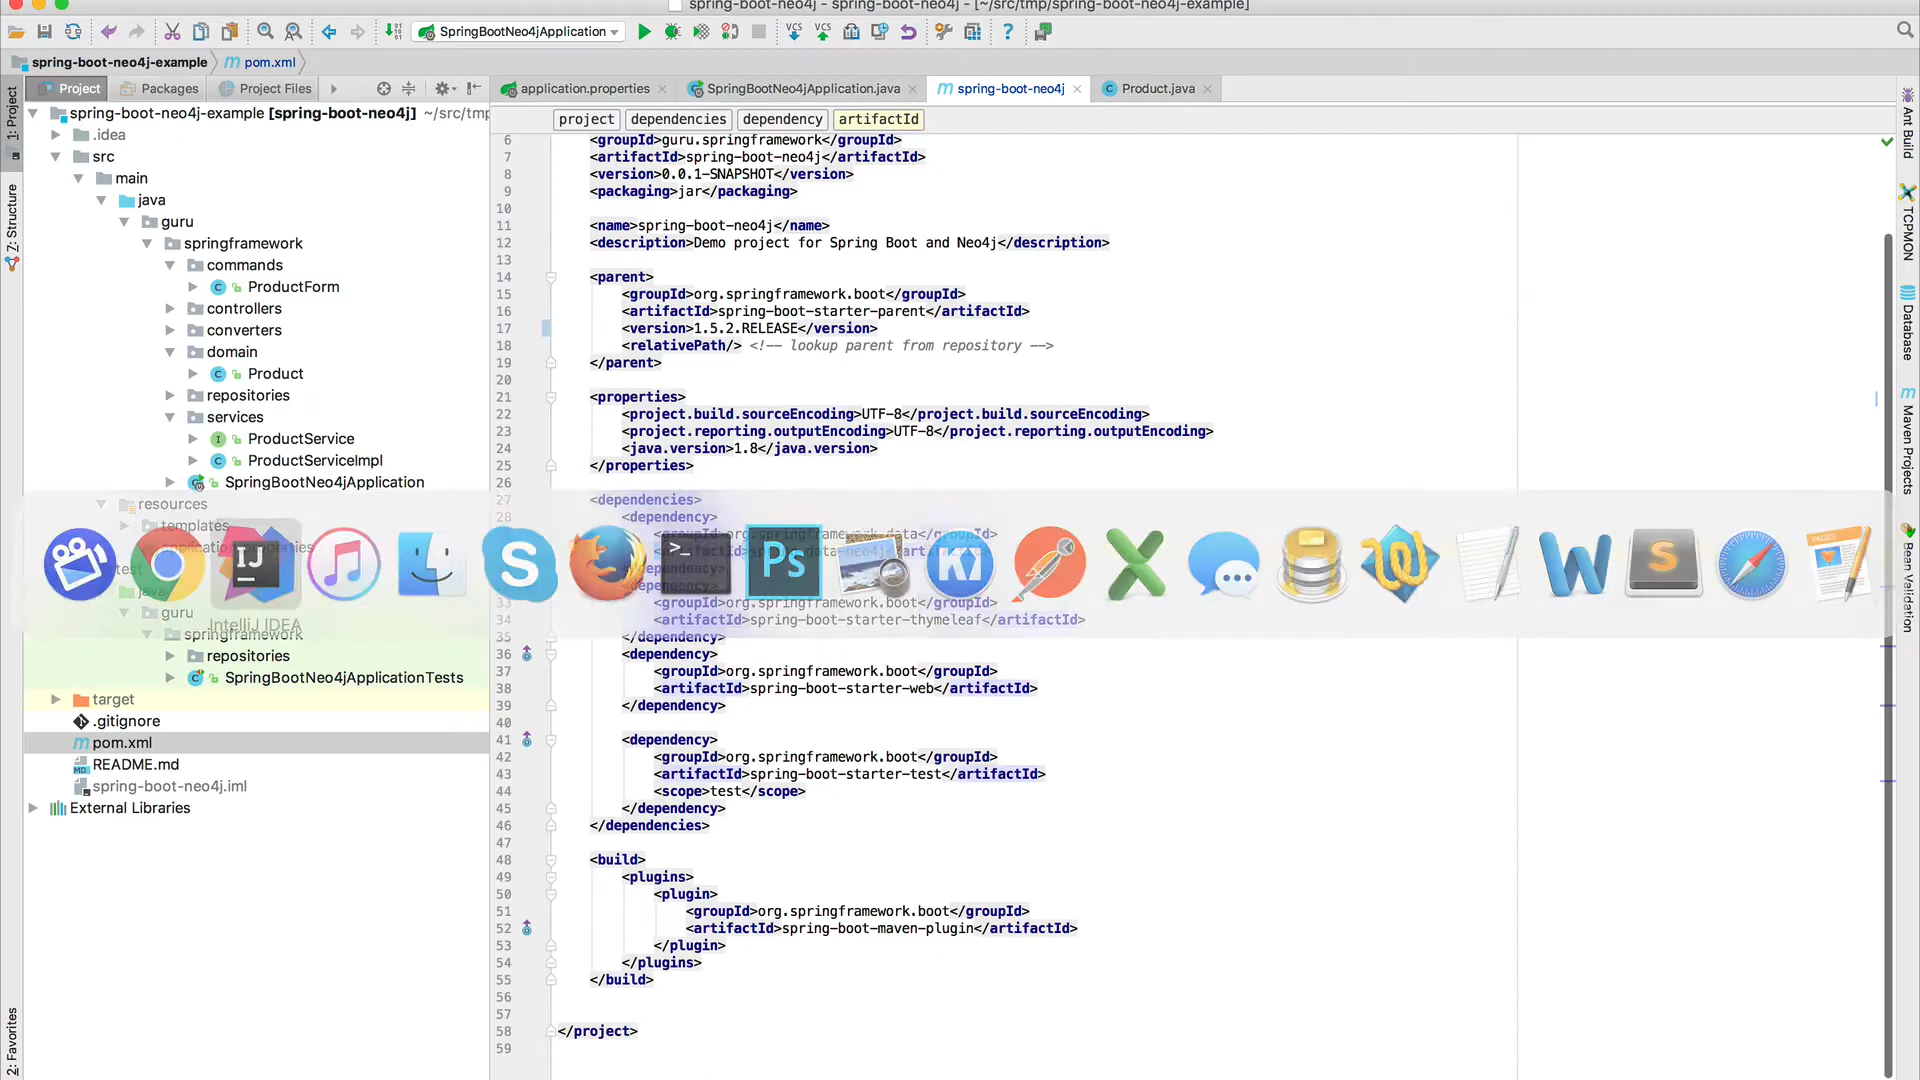 spring-boot-neo4j - spring-boot-neo4j - [~/src/tmp/spring-boot-neo4j-example]
SpringBootNeo4jApplication
VCS VCS
spring-boot-neo4j-example pom.xml
Project Packages Project Files
application.properties SpringBootNeo4jApplication.java spring-boot-neo4j Product.java
project dependencies dependency artifactId
1: Project
7: Structure
2: Favorites
spring-boot-neo4j-example [spring-boot-neo4j] ~/src/tmp
.idea
src
main
java
guru
springframework
commands
ProductForm
controllers
converters
domain
Product
repositories
services
ProductService
ProductServiceImpl
SpringBootNeo4jApplication
resources
templates
guru
springframework
repositories
SpringBootNeo4jApplicationTests
target
.gitignore
pom.xml
README.md
spring-boot-neo4j.iml
External Libraries
6 <groupId>guru.springframework</groupId>
7 <artifactId>spring-boot-neo4j</artifactId>
8 <version>0.0.1-SNAPSHOT</version>
9 <packaging>jar</packaging>
10
11 <name>spring-boot-neo4j</name>
12 <description>Demo project for Spring Boot and Neo4j</description>
13
14 <parent>
15 <groupId>org.springframework.boot</groupId>
16 <artifactId>spring-boot-starter-parent</artifactId>
17 <version>1.5.2.RELEASE</version>
18 <relativePath/> <!-- lookup parent from repository -->
19 </parent>
20
21 <properties>
22 <project.build.sourceEncoding>UTF-8</project.build.sourceEncoding>
23 <project.reporting.outputEncoding>UTF-8</project.reporting.outputEncoding>
24 <java.version>1.8</java.version>
25 </properties>
26
27 <dependencies>
28 <dependency>
33 <groupId>org.springframework.boot</groupId>
34 <artifactId>spring-boot-starter-thymeleaf</artifactId>
35 </dependency>
36 <dependency>
37 <groupId>org.springframework.boot</groupId>
38 <artifactId>spring-boot-starter-web</artifactId>
39 </dependency>
40
41 <dependency>
42 <groupId>org.springframework.boot</groupId>
43 <artifactId>spring-boot-starter-test</artifactId>
44 <scope>test</scope>
45 </dependency>
46 </dependencies>
47
48 <build>
49 <plugins>
50 <plugin>
51 <groupId>org.springframework.boot</groupId>
52 <artifactId>spring-boot-maven-plugin</artifactId>
53 </plugin>
54 </plugins>
55 </build>
56
57
58 </project>
59
IJ
Ps
PAGES
IntelliJ IDEA
Ant Build
TCPMON
Database
Maven Projects
Bean Validation